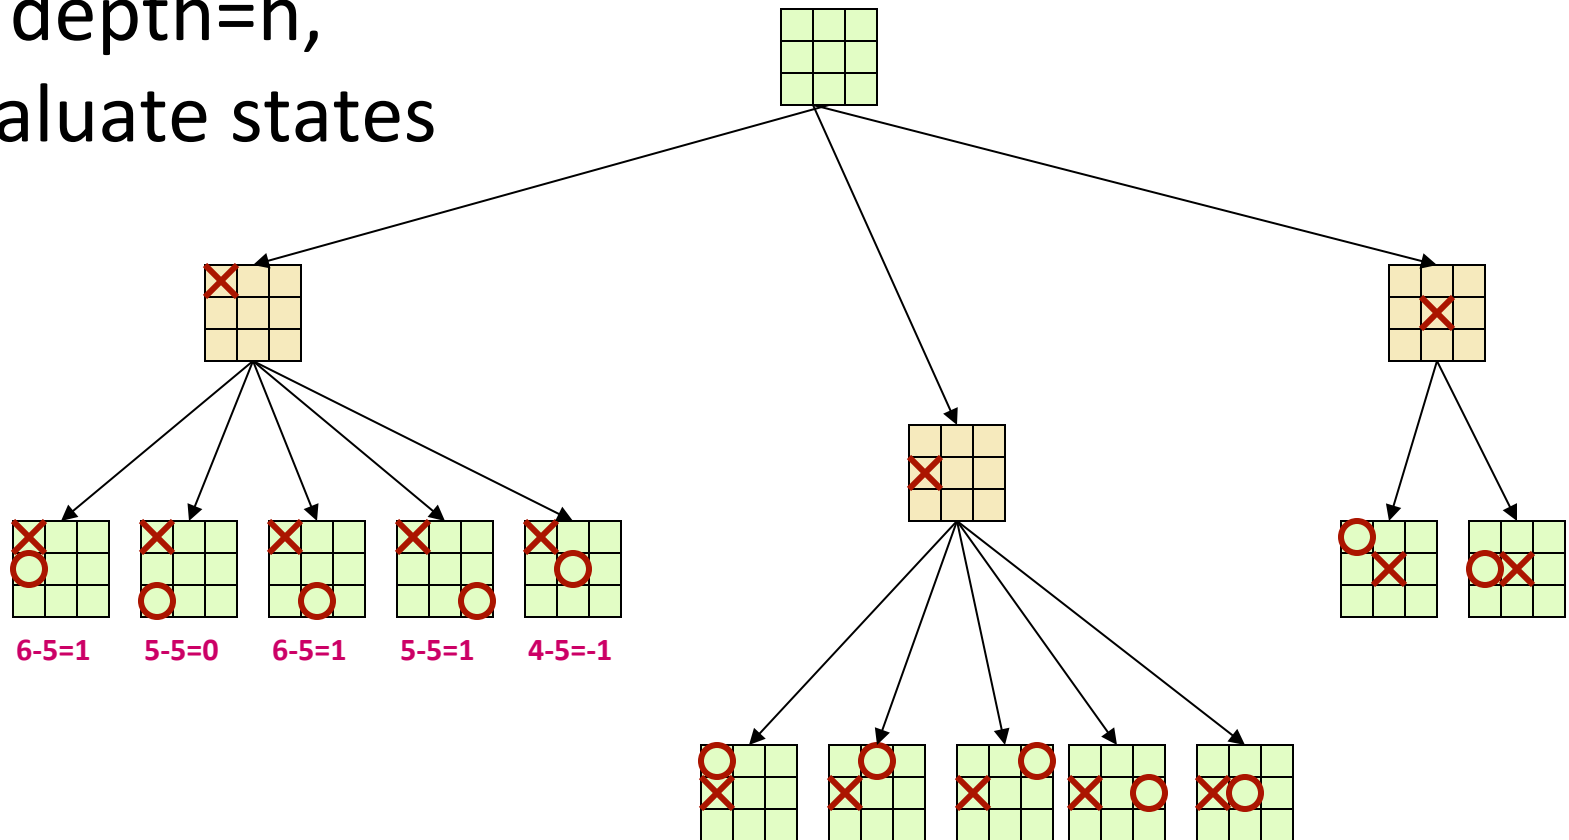 depth=n,
aluate states
6-5=1 5-5=0 6-5=1 5-5=1 4-5=-1